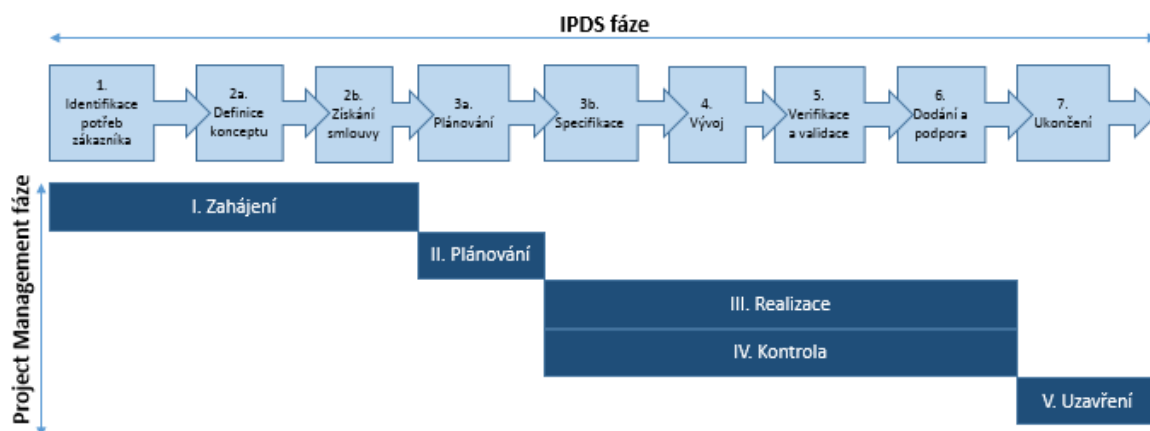 IPDS fáze
1.
Identifikace
potřeb
zákazníka
2a.
Definice
konceptu
2b.
Získání
smlouvy
3a.
Plánování
3b.
Specifikace
4.
Vývoj
5.
Verifikace
a validace
6.
Dodání a
podpora
7.
Ukončení
Project Management fáze
I. Zahájení
II. Plánování
III. Realizace
IV. Kontrola
V. Uzavření